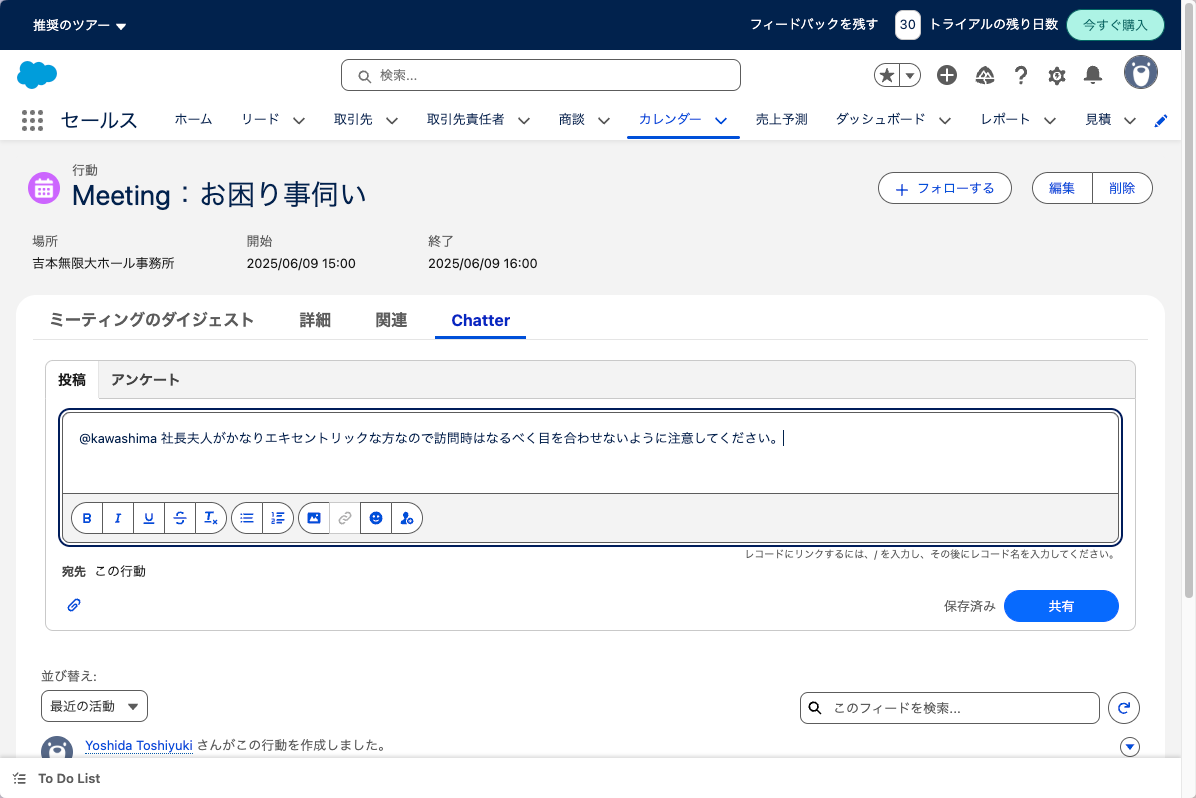 推奨のツアー
フィードバックを残す 30 トライアルの残り日数 今すぐ購入
検索...
セールス ホーム リード 取引先 取引先責任者 商談 カレンダー 売上予測 ダッシュボード レポート 見積
行動
Meeting：お困り事伺い
フォローする 編集 削除
場所 開始 終了
吉本無限大ホール事務所 2025/06/09 15:00 2025/06/09 16:00
ミーティングのダイジェスト 詳細 関連 Chatter
投稿 アンケート
@kawashima 社長夫人がかなりエキセントリックな方なので訪問時はなるべく目を合わせないように注意してください。
B I U S Tx
レコードにリンクするには、/ を入力し、その後にレコード名を入力してください。
宛先 この行動
保存済み 共有
並び替え:
最近の活動 このフィードを検索...
Yoshida Toshiyuki さんがこの行動を作成しました。
To Do List